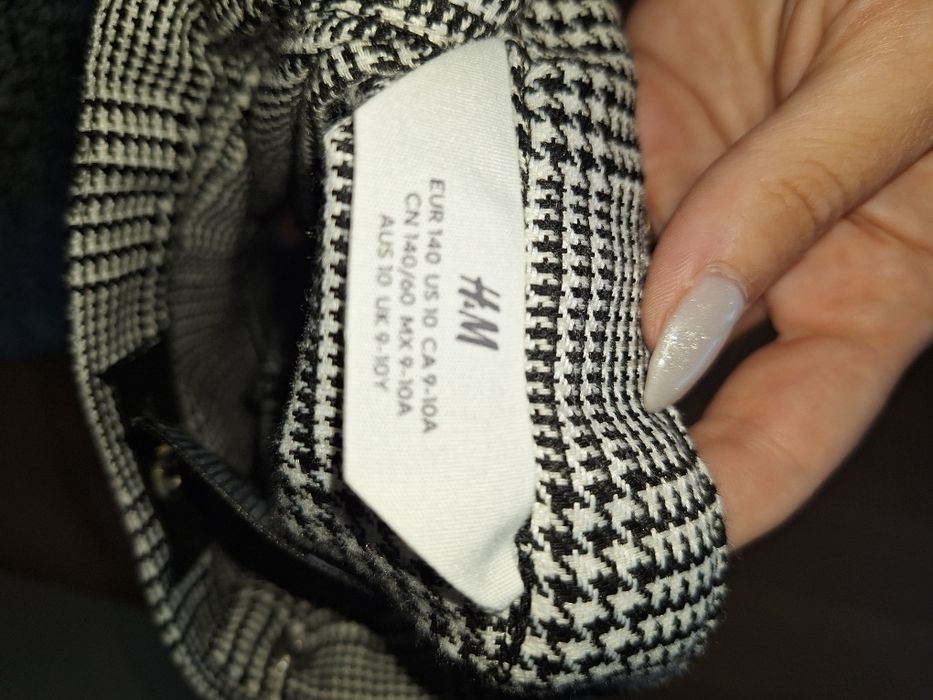 H&M
EUR 140 US 10 CA 9-10A
CN 140/60 MX 9-10A
AUS 10 UK 9-10Y